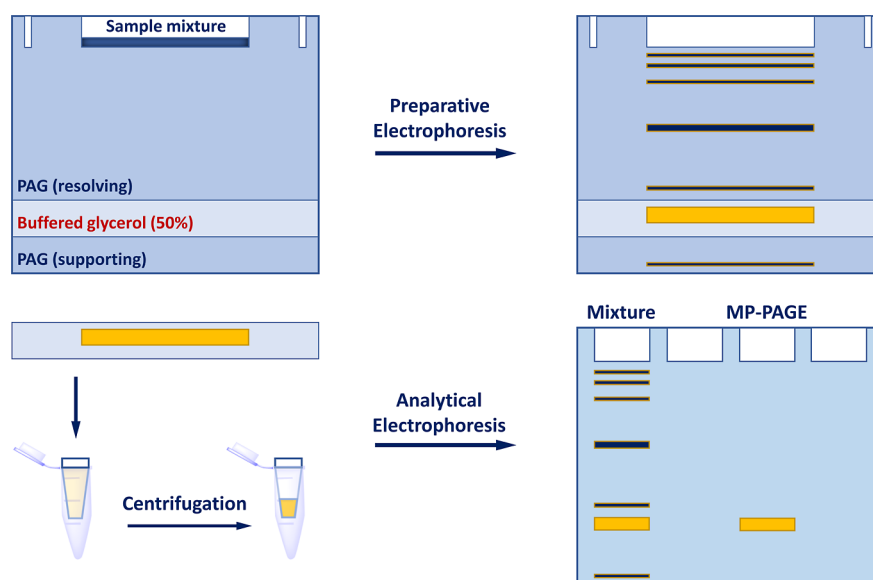 Sample mixture
Preparative
Electrophoresis
PAG (resolving)
Buffered glycerol (50%)
PAG (supporting)
Mixture
MP-PAGE
Analytical
Electrophoresis
Centrifugation